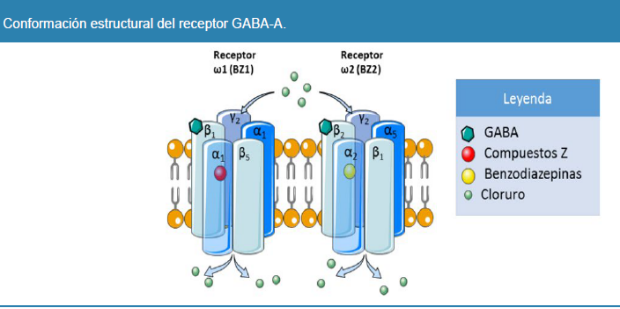 Conformación estructural del receptor GABA-A.
Receptor
ω1 (BZ1)
Receptor
ω2 (BZ2)
γ2
β1
α1
α1
β5
γ2
β2
α5
α2
β1
Leyenda
GABA
Compuestos Z
Benzodiazepinas
Cloruro